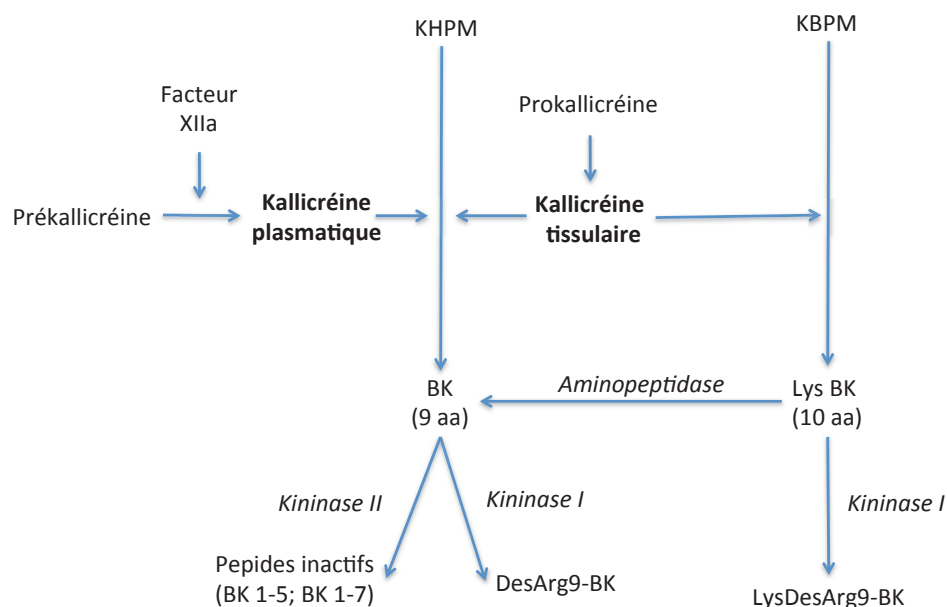 KHPM
KBPM
Facteur
XIIa
Prokallicréine
Prékallicréine
Kallicréine
plasmatique
Kallicréine
tissulaire
BK
(9 aa)
Aminopeptidase
Lys BK
(10 aa)
Kininase II
Kininase I
Kininase I
Pepides inactifs
(BK 1-5; BK 1-7)
DesArg9-BK
LysDesArg9-BK